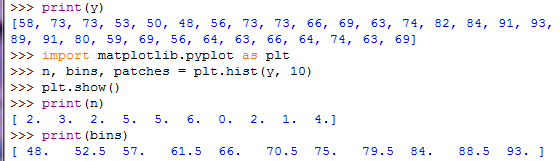 >>> print(y)
[58, 73, 73, 53, 50, 48, 56, 73, 73, 66, 69, 63, 74, 82, 84, 91, 93,
89, 91, 80, 59, 69, 56, 64, 63, 66, 64, 74, 63, 69]
>>> import matplotlib.pyplot as plt
>>> n, bins, patches = plt.hist(y, 10)
>>> plt.show()
>>> print(n)
[ 2. 3. 2. 5. 5. 6. 0. 2. 1. 4.]
>>> print(bins)
[ 48. 52.5 57. 61.5 66. 70.5 75. 79.5 84. 88.5 93. ]